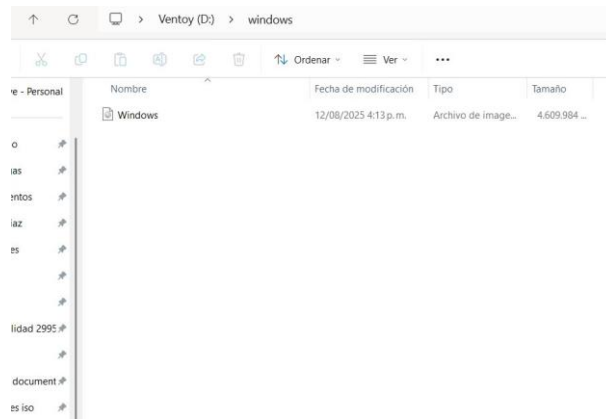 Ventoy (D:) > windows
Ordenar Ver
Nombre Fecha de modificación Tipo Tamaño
Windows 12/08/2025 4:13 p. m. Archivo de image... 4.609.984 ...
- Personal
o
as
entos
iaz
es
lidad 2995
document
es iso